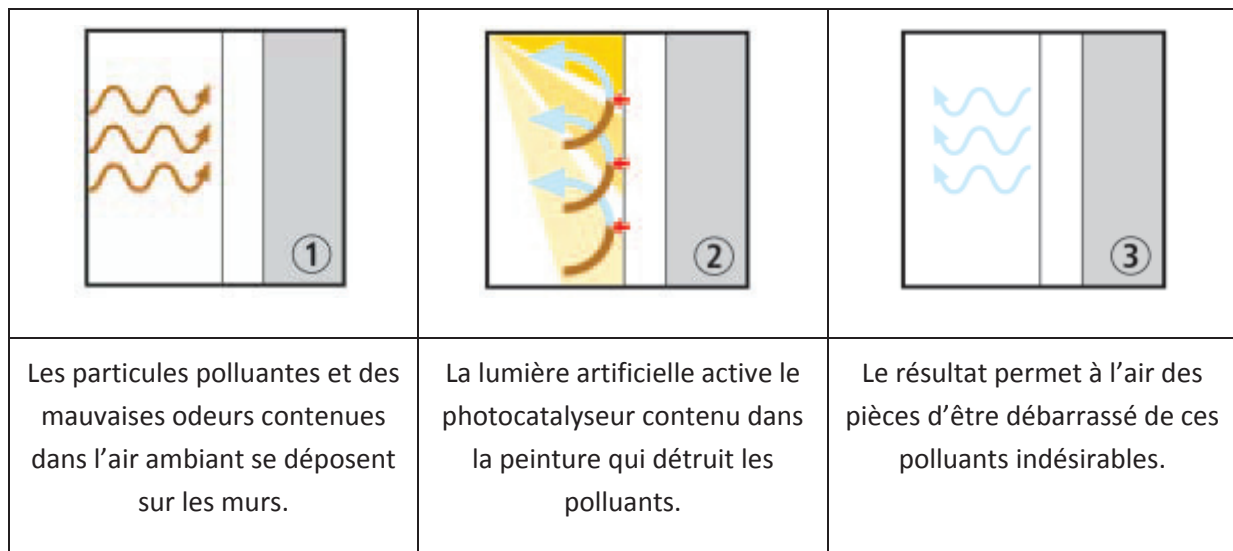 ①
②
③
Les particules polluantes et des
mauvaises odeurs contenues
dans l’air ambiant se déposent
sur les murs.
La lumière artificielle active le
photocatalyseur contenu dans
la peinture qui détruit les
polluants.
Le résultat permet à l’air des
pièces d’être débarrassé de ces
polluants indésirables.